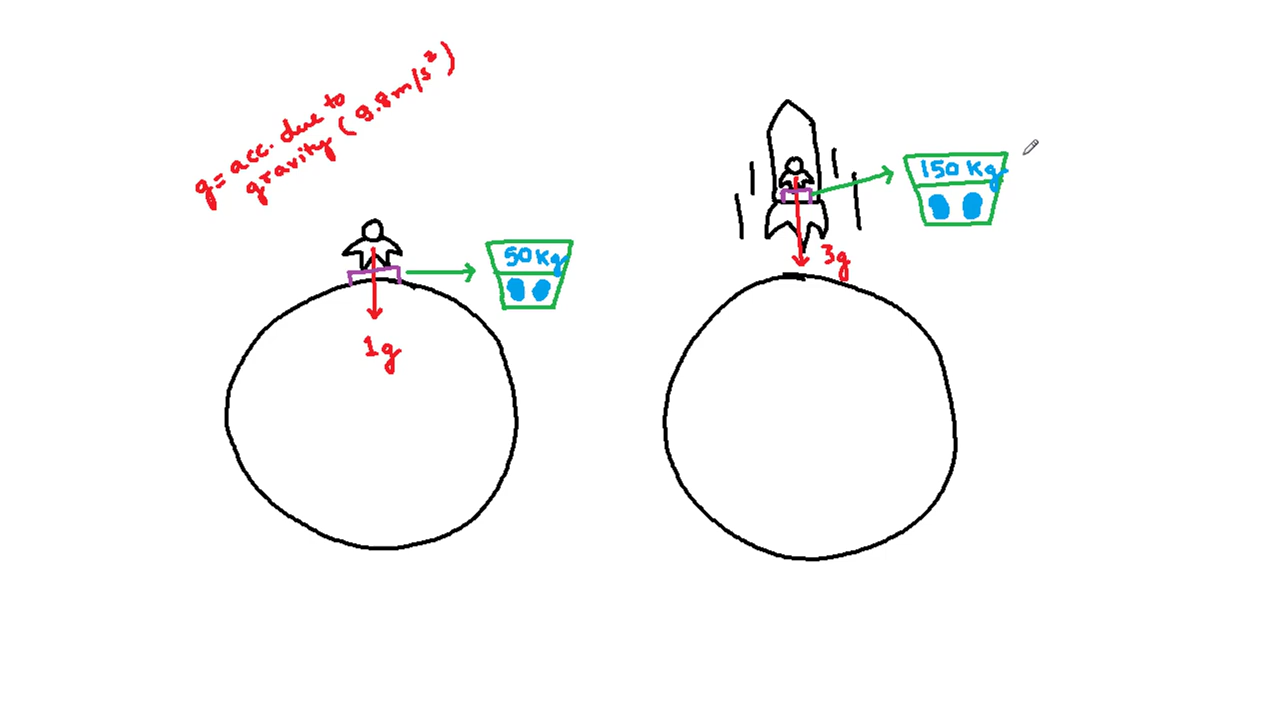 g = acc. due to
gravity (9.8 m/s²)
50 Kg
1g
150 Kg
3g